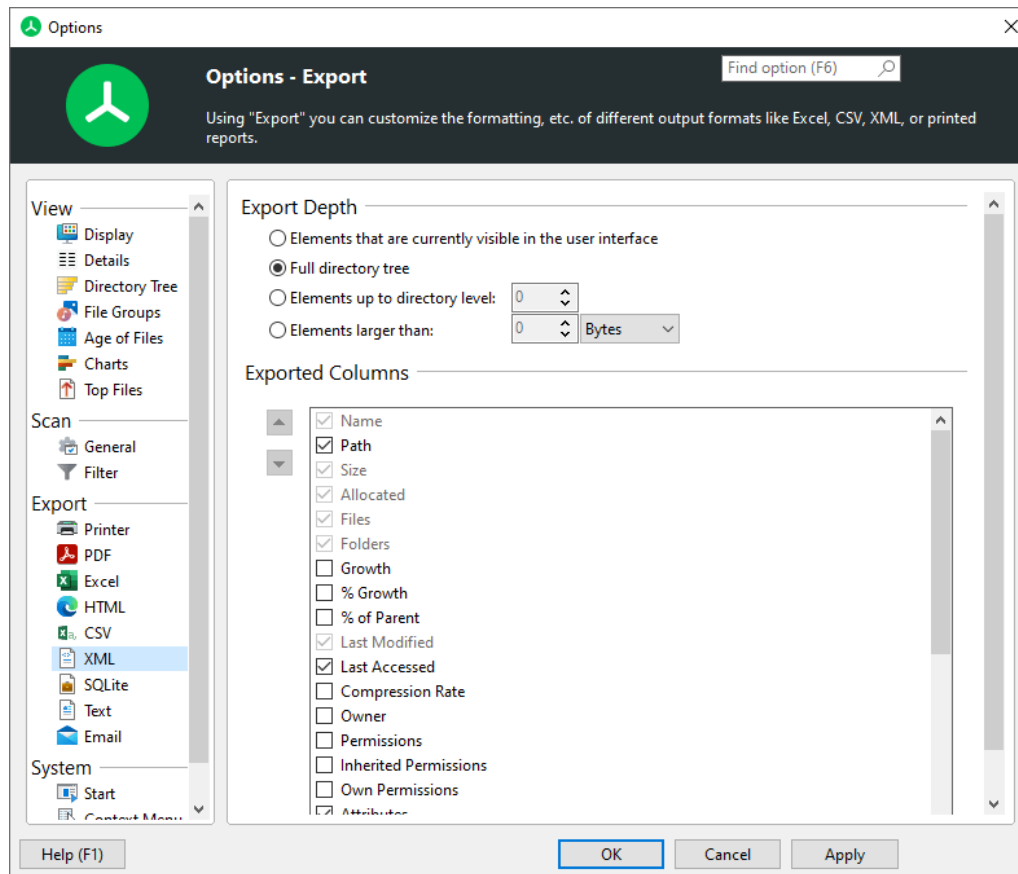 Options
Options - Export
Find option (F6)
Using "Export" you can customize the formatting, etc. of different output formats like Excel, CSV, XML, or printed
reports.
View
Display
Details
Directory Tree
File Groups
Age of Files
Charts
Top Files
Scan
General
Filter
Export
Printer
PDF
Excel
HTML
CSV
XML
SQLite
Text
Email
System
Start
Context Menu
Export Depth
Elements that are currently visible in the user interface
Full directory tree
Elements up to directory level: 0
Elements larger than: 0 Bytes
Exported Columns
Name
Path
Size
Allocated
Files
Folders
Growth
% Growth
% of Parent
Last Modified
Last Accessed
Compression Rate
Owner
Permissions
Inherited Permissions
Own Permissions
Attributes
Help (F1)
OK
Cancel
Apply